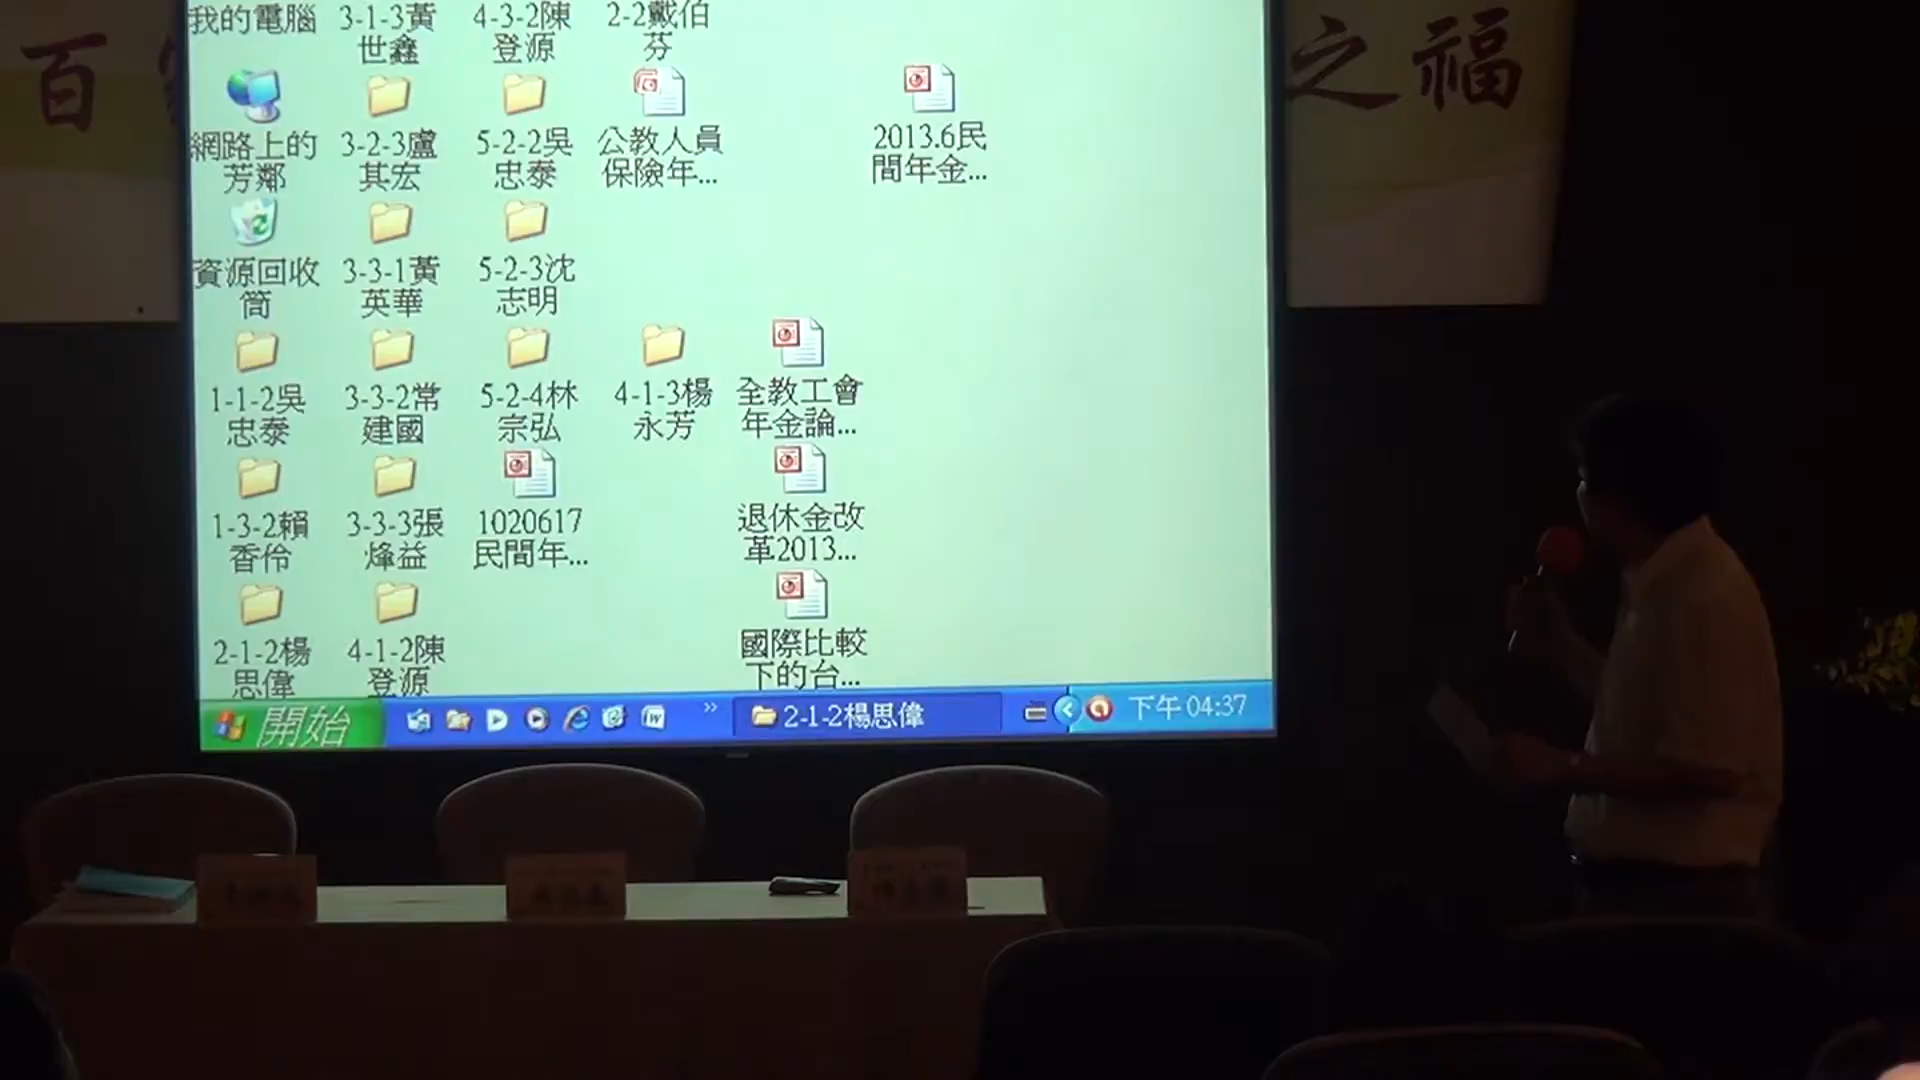 百
之福
我的電腦
3-1-3黃
世鑫
4-3-2陳
登源
2-2戴伯
芬
網路上的
芳鄰
3-2-3盧
其宏
5-2-2吳
忠泰
公教人員
保險年...
2013.6民
間年金...
資源回收
筒
3-3-1黃
英華
5-2-3沈
志明
1-1-2吳
忠泰
3-3-2常
建國
5-2-4林
宗弘
4-1-3楊
永芳
全教工會
年金論...
1-3-2賴
香伶
3-3-3張
烽益
1020617
民間年...
退休金改
革2013...
2-1-2楊
思偉
4-1-2陳
登源
國際比較
下的台...
開始
2-1-2楊思偉
下午 04:37